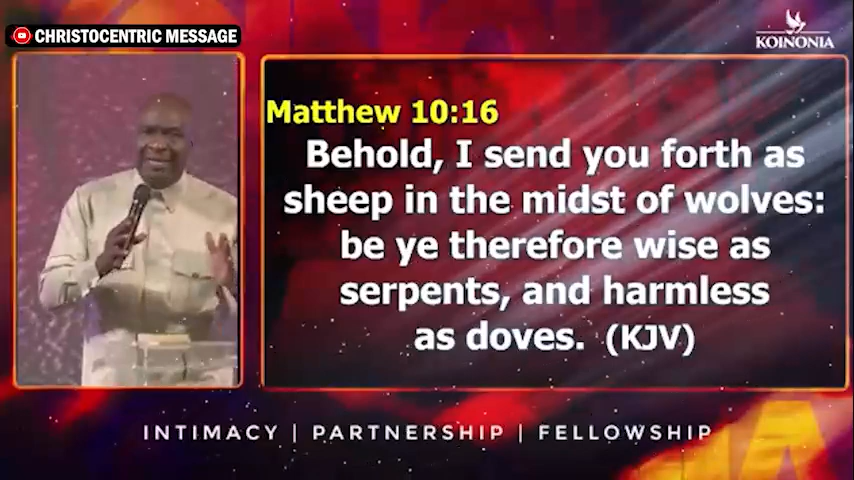 CHRISTOCENTRIC MESSAGE
KOINONIA
Matthew 10:16
Behold, I send you forth as
sheep in the midst of wolves:
be ye therefore wise as
serpents, and harmless
as doves. (KJV)
INTIMACY | PARTNERSHIP | FELLOWSHIP